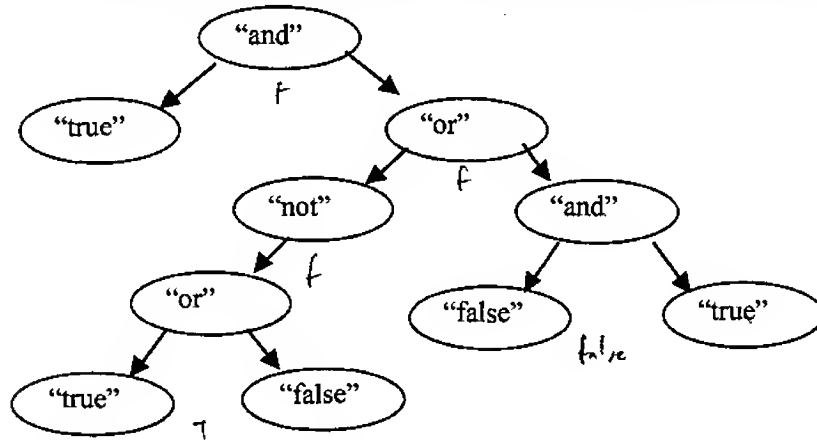 “and”
F
“true”
“or”
f
“not”
“and”
f
“or”
“false”
“true”
false
“true”
“false”
T